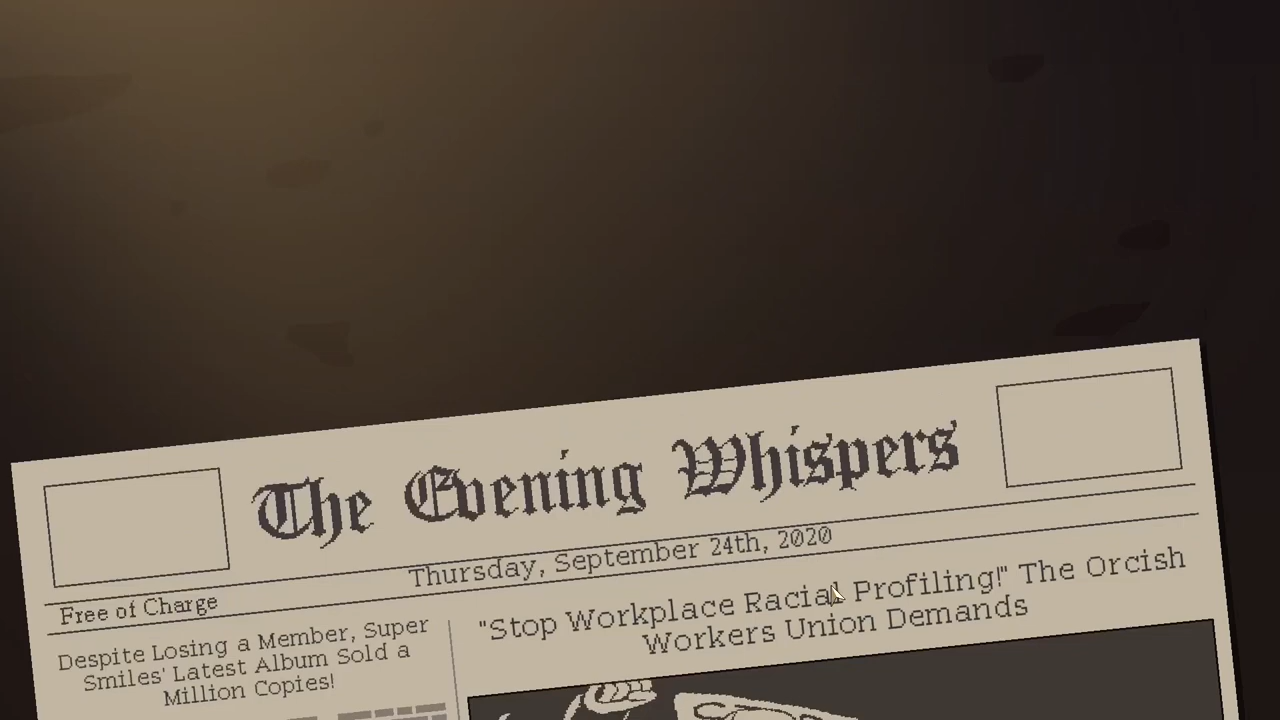 The Evening Whispers
Thursday, September 24th, 2020
Free of Charge
Despite Losing a Member, Super
Smiles' Latest Album Sold a
Million Copies!
"Stop Workplace Racial Profiling!" The Orcish
Workers Union Demands